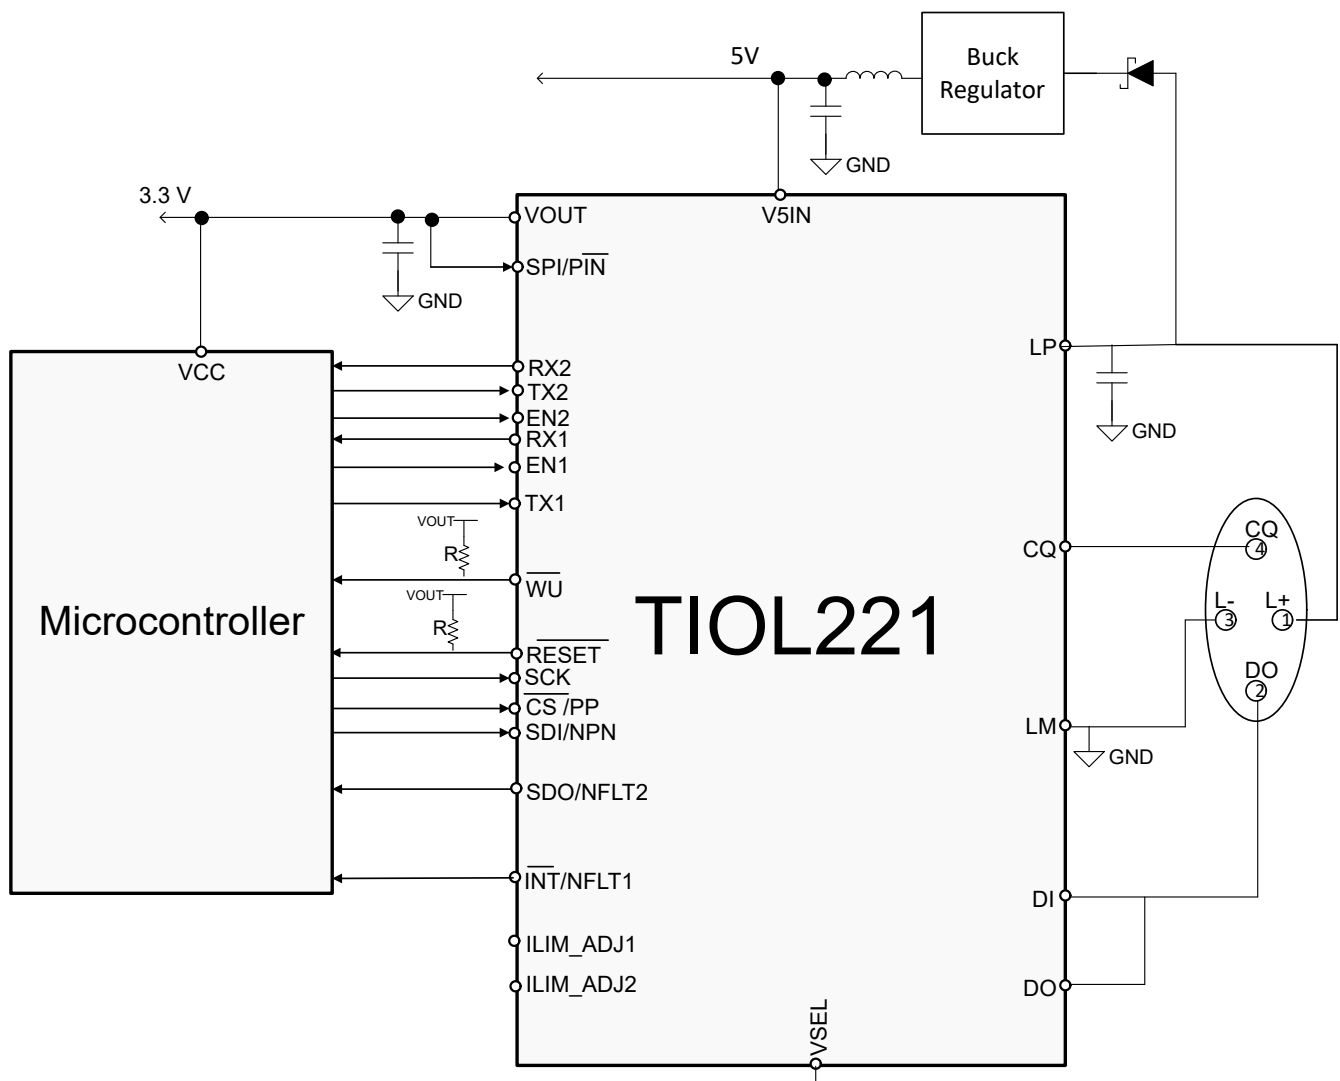 5V
Buck
Regulator
GND
3.3 V
VOUT
V5IN
SPI/PIN
GND
LP
VCC
RX2
TX2
EN2
RX1
EN1
TX1
GND
VOUT
R
CQ
CQ
4
WU
VOUT
R
Microcontroller
TIOL221
L-
3
L+
1
RESET
SCK
DO
2
CS/PP
SDI/NPN
LM
GND
SDO/NFLT2
INT/NFLT1
DI
ILIM_ADJ1
ILIM_ADJ2
DO
VSEL